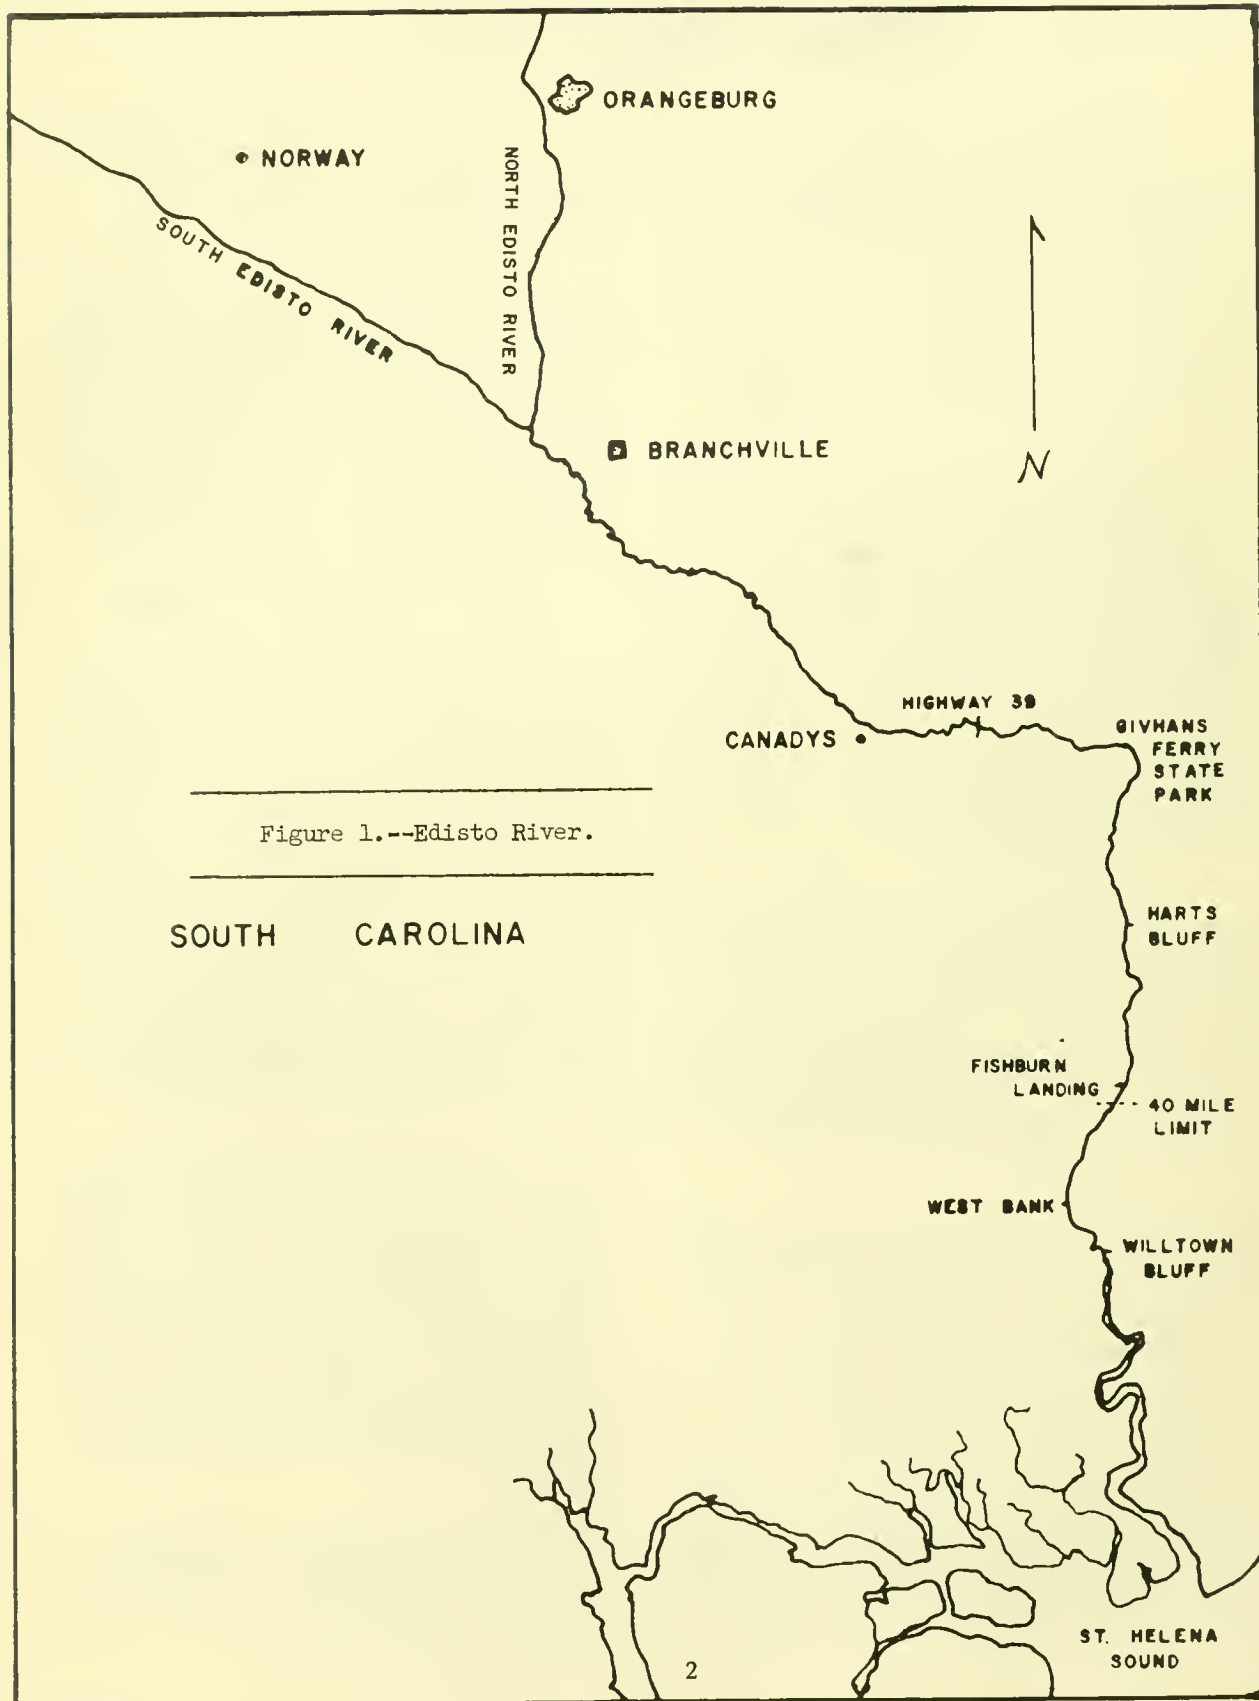 ORANGEBURG
NORWAY
NORTH EDISTO RIVER
SOUTH EDISTO RIVER
BRANCHVILLE
N
HIGHWAY 39
CANADYS
GIVHANS
FERRY
STATE
PARK
Figure 1.--Edisto River.
SOUTH CAROLINA
HARTS
BLUFF
FISHBURN
LANDING
40 MILE
LIMIT
WEST BANK
WILLTOWN
BLUFF
ST. HELENA
SOUND
2